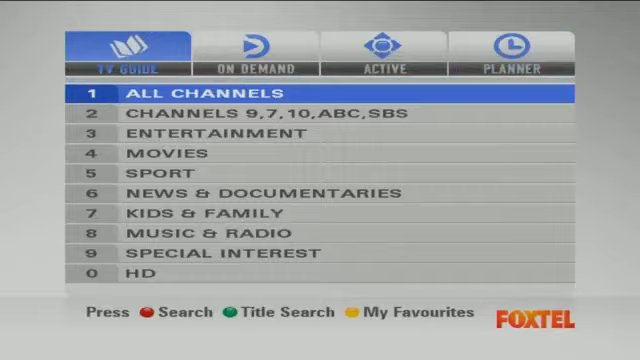 TV GUIDE ON DEMAND ACTIVE PLANNER
1 ALL CHANNELS
2 CHANNELS 9,7,10,ABC,SBS
3 ENTERTAINMENT
4 MOVIES
5 SPORT
6 NEWS & DOCUMENTARIES
7 KIDS & FAMILY
8 MUSIC & RADIO
9 SPECIAL INTEREST
0 HD
Press Search Title Search My Favourites
FOXTEL